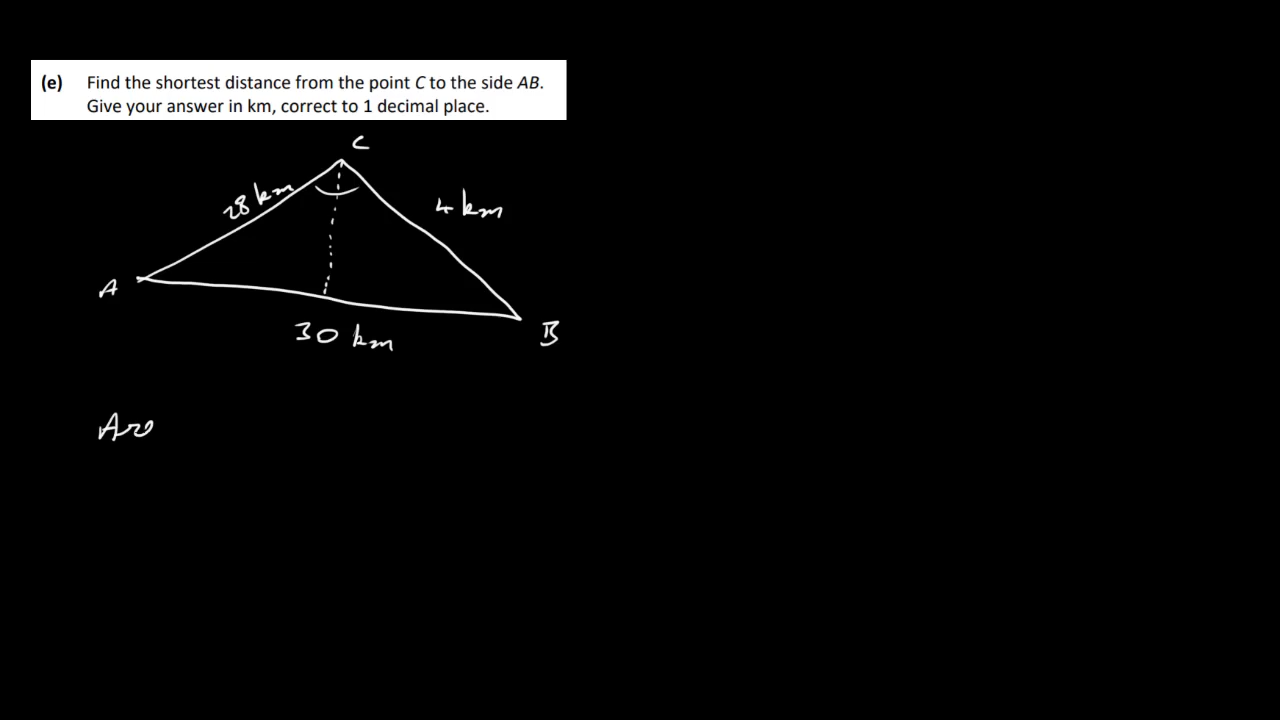 (e) Find the shortest distance from the point C to the side AB.
Give your answer in km, correct to 1 decimal place.
C
28 km
4 km
A
30 km
B
Are